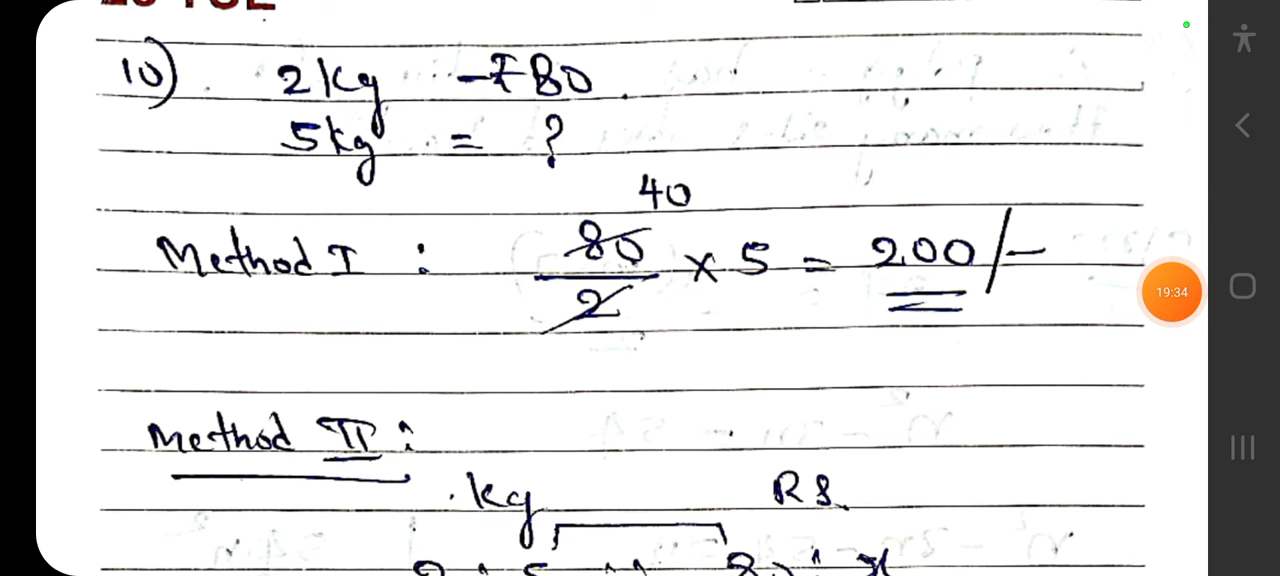 10) 2kg - ₹80
5kg = ?
40
Method I : 80/2 x 5 = 200/-
Method II :
kg Rs.
19:34